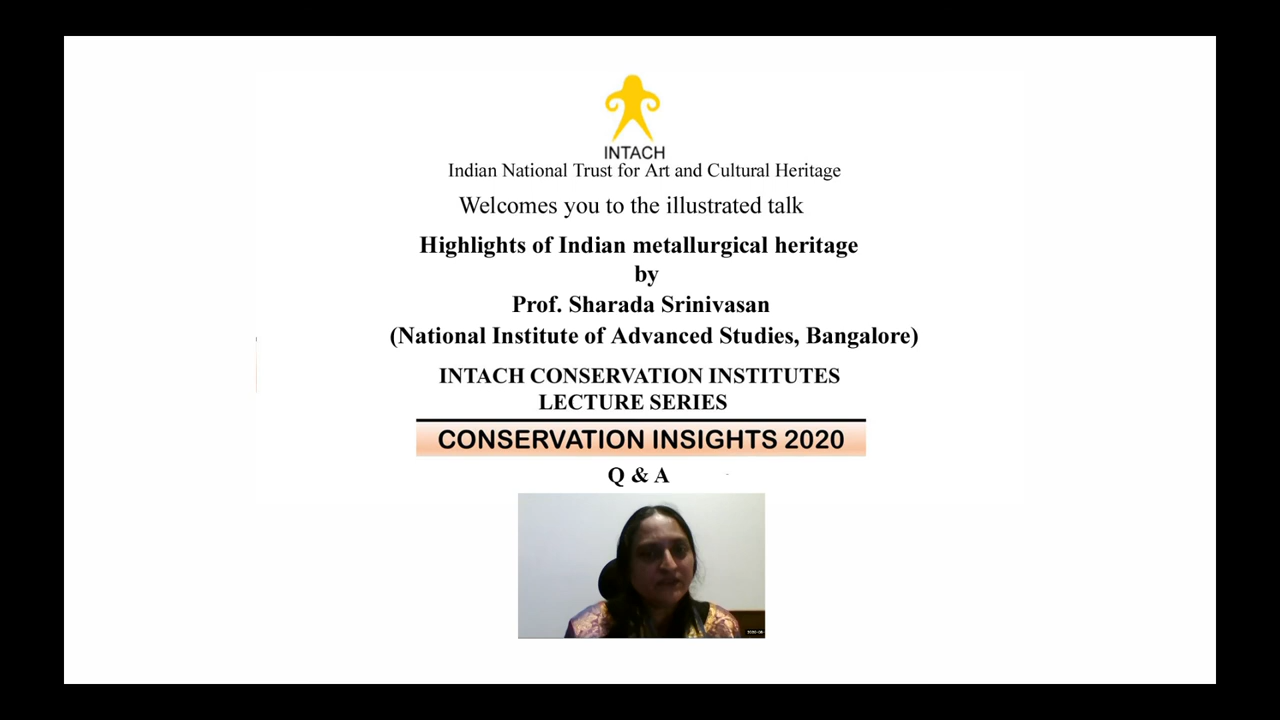 INTACH
Indian National Trust for Art and Cultural Heritage
Welcomes you to the illustrated talk
Highlights of Indian metallurgical heritage
by
Prof. Sharada Srinivasan
(National Institute of Advanced Studies, Bangalore)
INTACH CONSERVATION INSTITUTES
LECTURE SERIES
CONSERVATION INSIGHTS 2020
Q & A